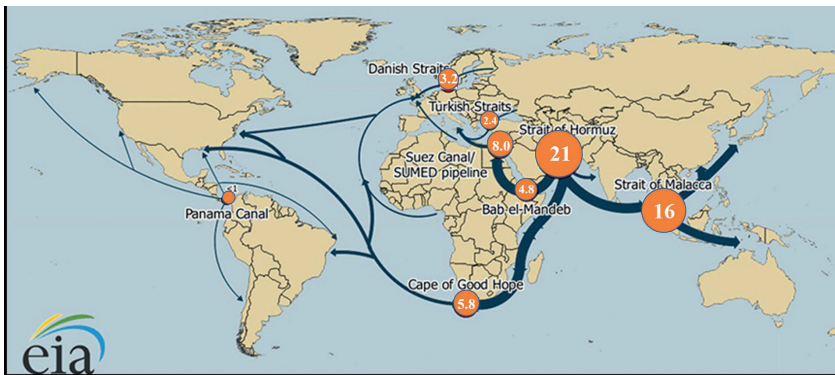 Danish Straits
3.2
Turkish Straits
2.4
Strait of Hormuz
8.0
21
Suez Canal/
SUMED pipeline
Strait of Malacca
4.8
<1
16
Bab el-Mandeb
Panama Canal
Cape of Good Hope
5.8
eia